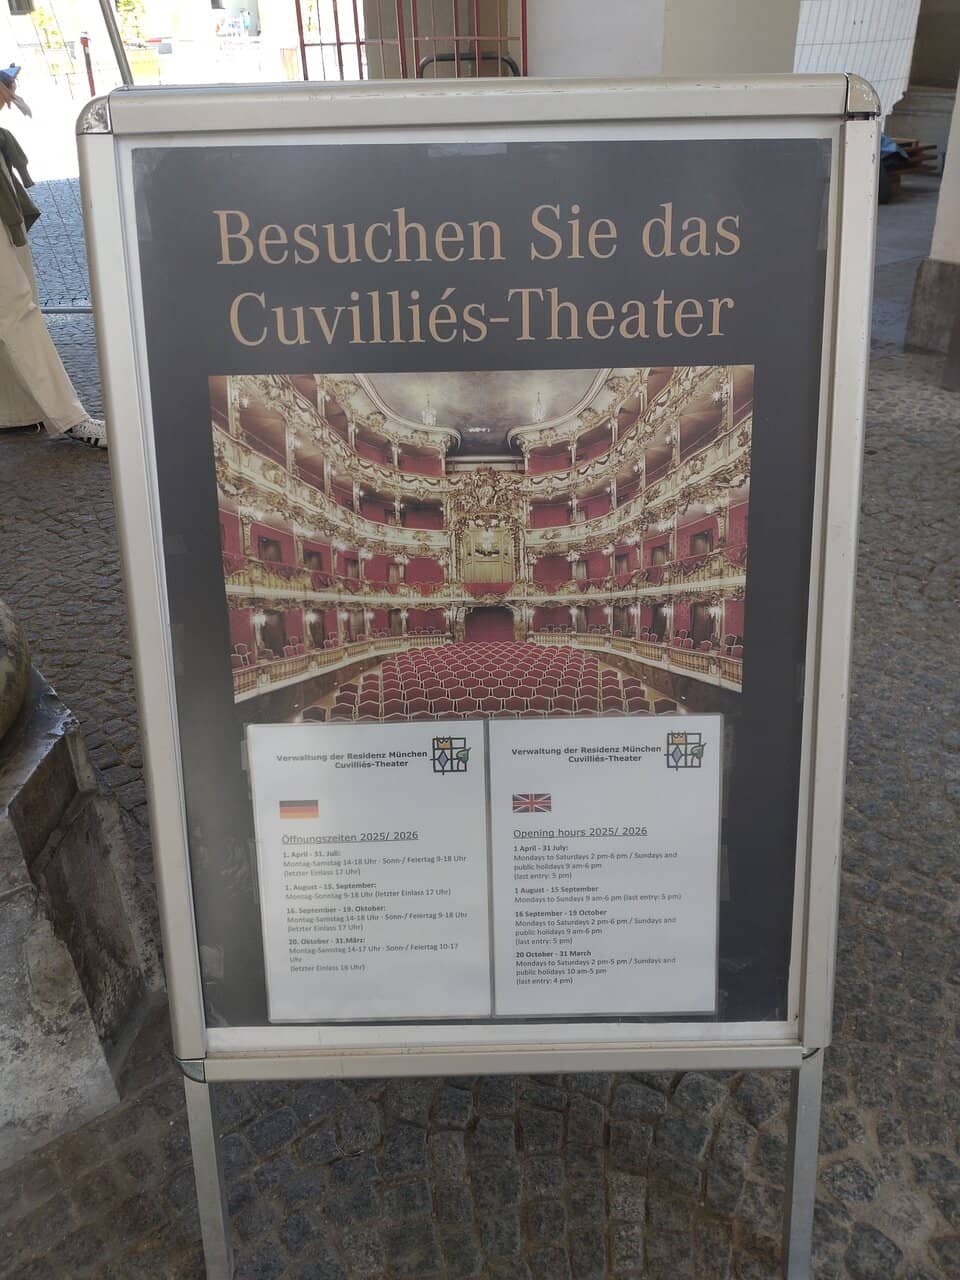 Besuchen Sie das
Cuvilliés-Theater
Verwaltung der Residenz München
Cuvilliés-Theater
Öffnungszeiten 2025/ 2026
1. April - 31. Juli:
Montag-Samstag 14-18 Uhr - Sonn-/ Feiertag 9-18 Uhr
(letzter Einlass 17 Uhr)
1. August - 15. September:
Montag-Sonntag 9-18 Uhr (letzter Einlass 17 Uhr)
16. September - 19. Oktober:
Montag-Samstag 14-18 Uhr - Sonn-/ Feiertag 9-18 Uhr
(letzter Einlass 17 Uhr)
20. Oktober - 31.März:
Montag-Samstag 14-17 Uhr - Sonn-/ Feiertag 10-17
Uhr
(letzter Einlass 16 Uhr)
Verwaltung der Residenz München
Cuvilliés-Theater
Opening hours 2025/ 2026
1 April - 31 July:
Mondays to Saturdays 2 pm-6 pm / Sundays and
public holidays 9 am-6 pm
(last entry: 5 pm)
1 August - 15 September
Mondays to Sundays 9 am-6 pm (last entry: 5 pm)
16 September - 19 October
Mondays to Saturdays 2 pm-6 pm / Sundays and
public holidays 9 am-6 pm
(last entry: 5 pm)
20 October - 31 March
Mondays to Saturdays 2 pm-5 pm / Sundays and
public holidays 10 am-5 pm
(last entry: 4 pm)